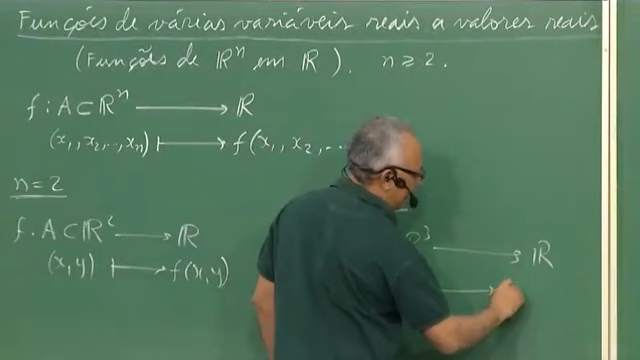 Funções de várias variáveis reais a valores reais
(Funções de ℝⁿ em ℝ). n ≥ 2.
f: A ⊂ ℝⁿ ⟶ ℝ
(x₁, x₂, ..., xₙ) ⟼ f(x₁, x₂, ...
n = 2
f. A ⊂ ℝ² ⟶ ℝ
(x, y) ⟼ f(x, y)
ℝ³ ⟶ ℝ
⟶